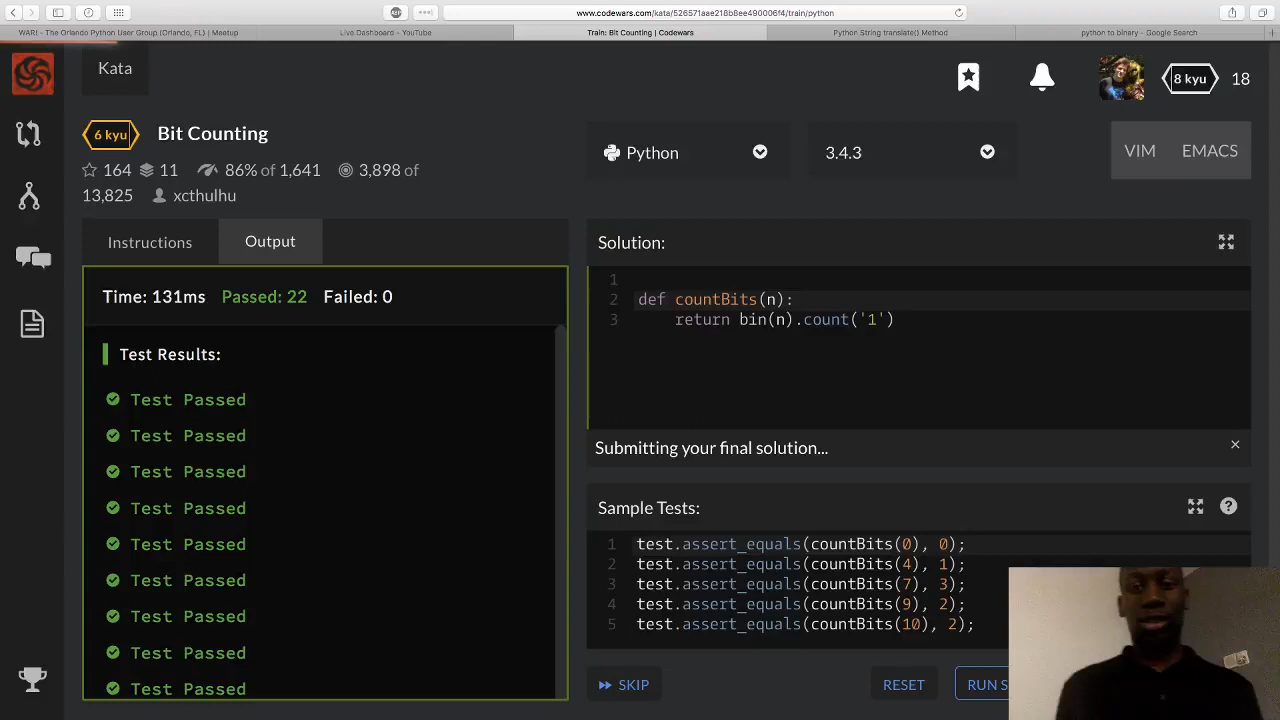 www.codewars.com/kata/526571aae218b8ee490006f4/train/python
WAR! - The Orlando Python User Group (Orlando, FL) | Meetup
Live Dashboard - YouTube
Train: Bit Counting | Codewars
Python String translate() Method
python to binary - Google Search
Kata
8 kyu 18
6 kyu Bit Counting
164 11 86% of 1,641 3,898 of
13,825 xcthulhu
Python
3.4.3
VIM EMACS
Instructions Output
Time: 131ms Passed: 22 Failed: 0
Test Results:
Test Passed
Test Passed
Test Passed
Test Passed
Test Passed
Test Passed
Test Passed
Test Passed
Test Passed
Solution:
1
2 def countBits(n):
3 return bin(n).count('1')
Submitting your final solution...
Sample Tests:
1 test.assert_equals(countBits(0), 0);
2 test.assert_equals(countBits(4), 1);
3 test.assert_equals(countBits(7), 3);
4 test.assert_equals(countBits(9), 2);
5 test.assert_equals(countBits(10), 2);
SKIP
RESET
RUN S